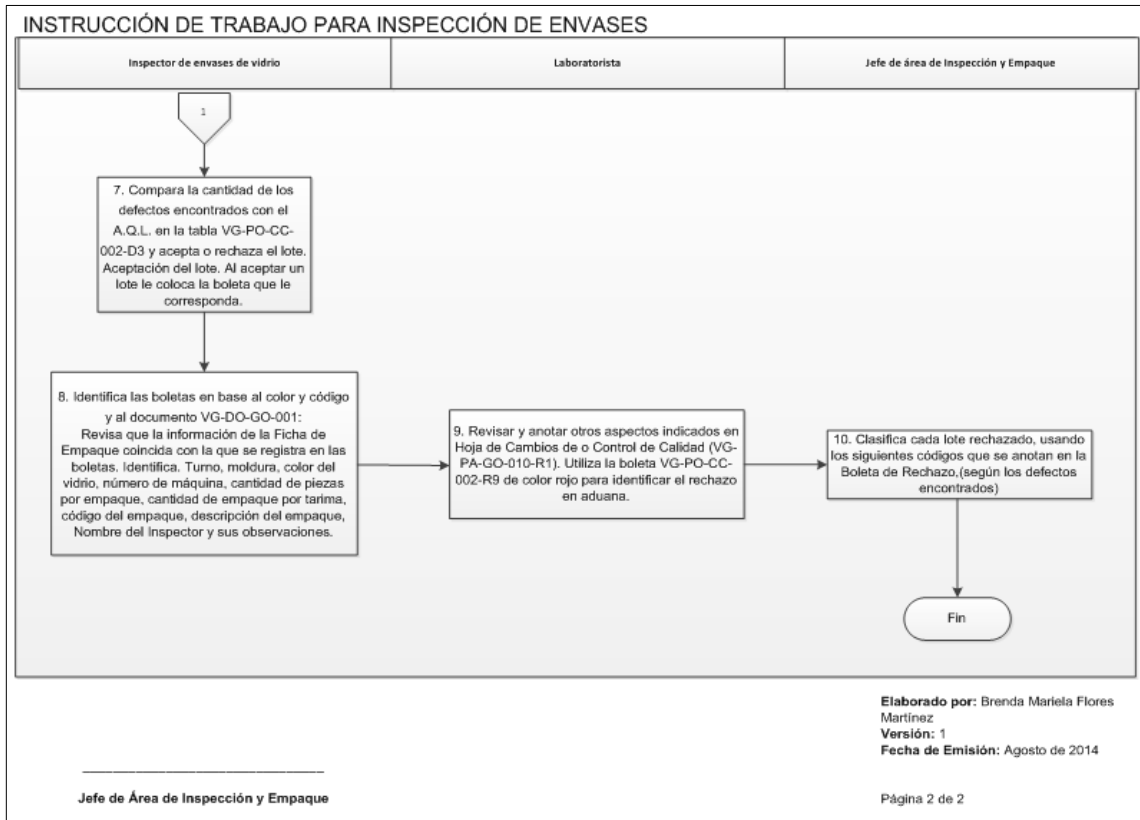 INSTRUCCIÓN DE TRABAJO PARA INSPECCIÓN DE ENVASES
Inspector de envases de vidrio
Laboratorista
Jefe de área de Inspección y Empaque
1
7. Compara la cantidad de los
defectos encontrados con el
A.Q.L. en la tabla VG-PO-CC-
002-D3 y acepta o rechaza el lote.
Aceptación del lote. Al aceptar un
lote le coloca la boleta que le
corresponda.
8. Identifica las boletas en base al color y código
y al documento VG-DO-GO-001:
Revisa que la información de la Ficha de
Empaque coincida con la que se registra en las
boletas. Identifica. Turno, moldura, color del
vidrio, número de máquina, cantidad de piezas
por empaque, cantidad de empaque por tarima,
código del empaque, descripción del empaque,
Nombre del Inspector y sus observaciones.
9. Revisar y anotar otros aspectos indicados en
Hoja de Cambios de o Control de Calidad (VG-
PA-GO-010-R1). Utiliza la boleta VG-PO-CC-
002-R9 de color rojo para identificar el rechazo
en aduana.
10. Clasifica cada lote rechazado, usando
los siguientes códigos que se anotan en la
Boleta de Rechazo,(según los defectos
encontrados)
Fin
Elaborado por: Brenda Mariela Flores
Martínez
Versión: 1
Fecha de Emisión: Agosto de 2014
Jefe de Área de Inspección y Empaque
Página 2 de 2